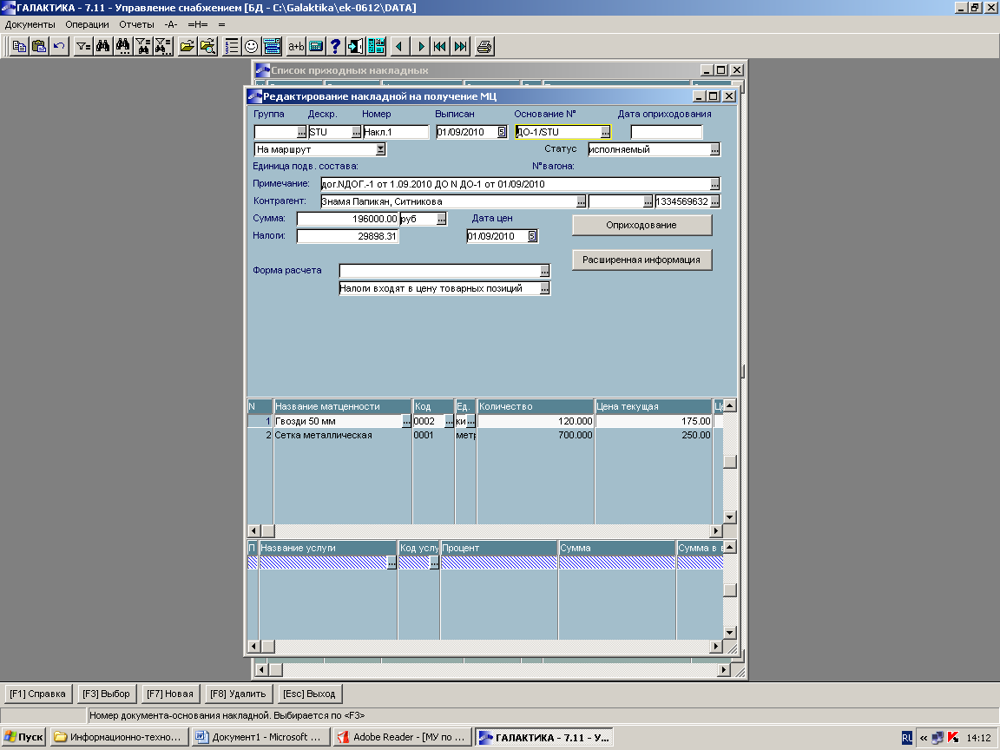 ГАЛАКТИКА - 7.11 - Управление снабжением [БД - C:\Galaktika\ek-0612\DATA]
Документы Операции Отчеты -А- =Н= =
a+b ?
Список приходных накладных
Редактирование накладной на получение МЦ
Группа Дескр. Номер Выписан Основание N° Дата оприходования
STU Накл.1 01/09/2010 5 ДО-1/STU
На маршрут Статус исполняемый
Единица подв. состава: N°вагона:
Примечание: дог.NДОГ.-1 от 1.09.2010 ДО N ДО-1 от 01/09/2010
Контрагент: Знамя Папикян, Ситникова 1334569632
Сумма: 196000.00 руб Дата цен Оприходование
Налоги: 29898.31 01/09/2010 5
Расширенная информация
Форма расчета
Налоги входят в цену товарных позиций
N Название матценности Код Ед. Количество Цена текущая Це
1 Гвозди 50 мм 0002 ки 120.000 175.00
2 Сетка металлическая 0001 метр 700.000 250.00
П Название услуги Код услу Процент Сумма Сумма в в
[F1] Справка [F3] Выбор [F7] Новая [F8] Удалить [Esc] Выход
Номер документа-основания накладной. Выбирается по <F3>
Пуск Информационно-техно... Документ1 - Microsoft ... Adobe Reader - [МУ по ... ГАЛАКТИКА - 7.11 - У... RU « 14:12